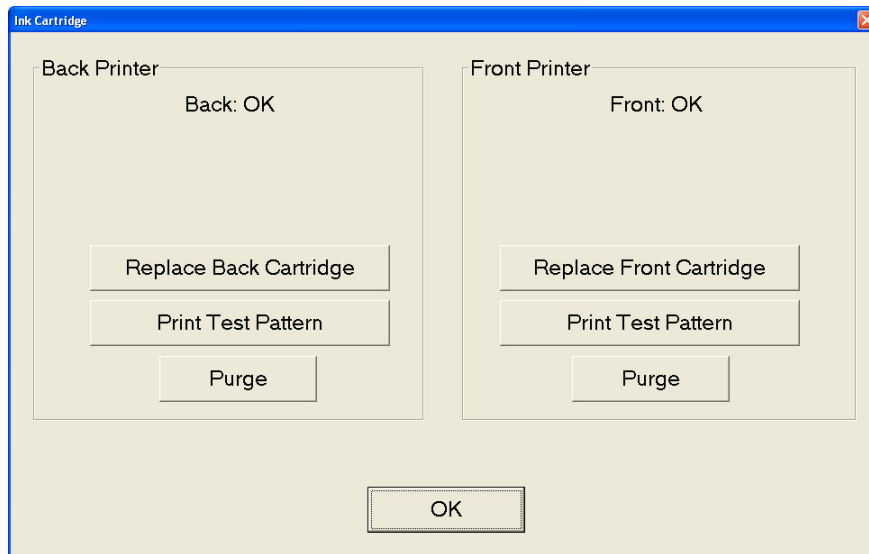 Ink Cartridge
Back Printer
Back: OK
Replace Back Cartridge
Print Test Pattern
Purge
Front Printer
Front: OK
Replace Front Cartridge
Print Test Pattern
Purge
OK